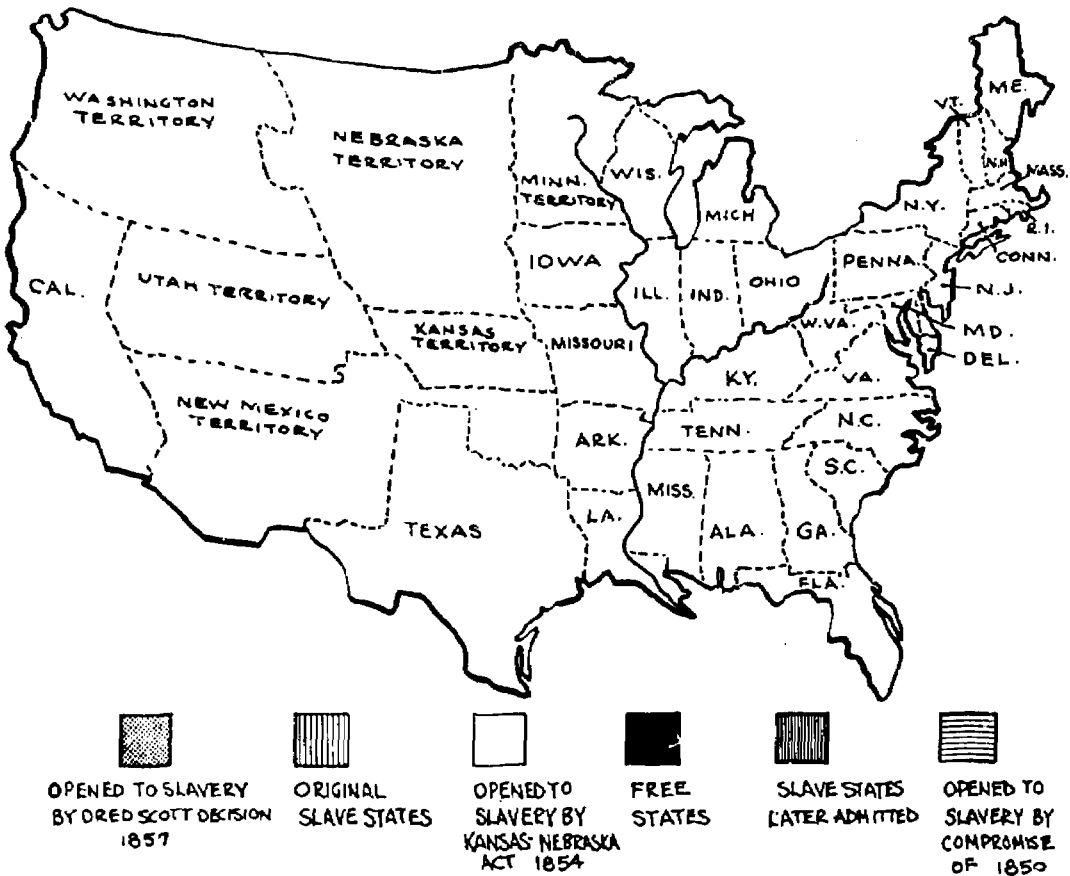 WASHINGTON
TERRITORY
NEBRASKA
TERRITORY
MINN.
TERRITORY
WIS.
MICH
VT.
ME.
N.H
MASS.
N.Y.
R.I.
CONN.
CAL.
UTAH TERRITORY
IOWA
ILL.
IND.
OHIO
PENNA.
N.J.
KANSAS
TERRITORY
MISSOURI
W.VA.
MD.
DEL.
KY.
VA.
NEW MEXICO
TERRITORY
ARK.
TENN.
N.C.
S.C.
TEXAS
LA.
MISS.
ALA.
GA.
FLA.
OPENED TO SLAVERY
BY DRED SCOTT DECISION
1857
ORIGINAL
SLAVE STATES
OPENED TO
SLAVERY BY
KANSAS-NEBRASKA
ACT 1854
FREE
STATES
SLAVE STATES
LATER ADMITTED
OPENED TO
SLAVERY BY
COMPROMISE
OF 1850